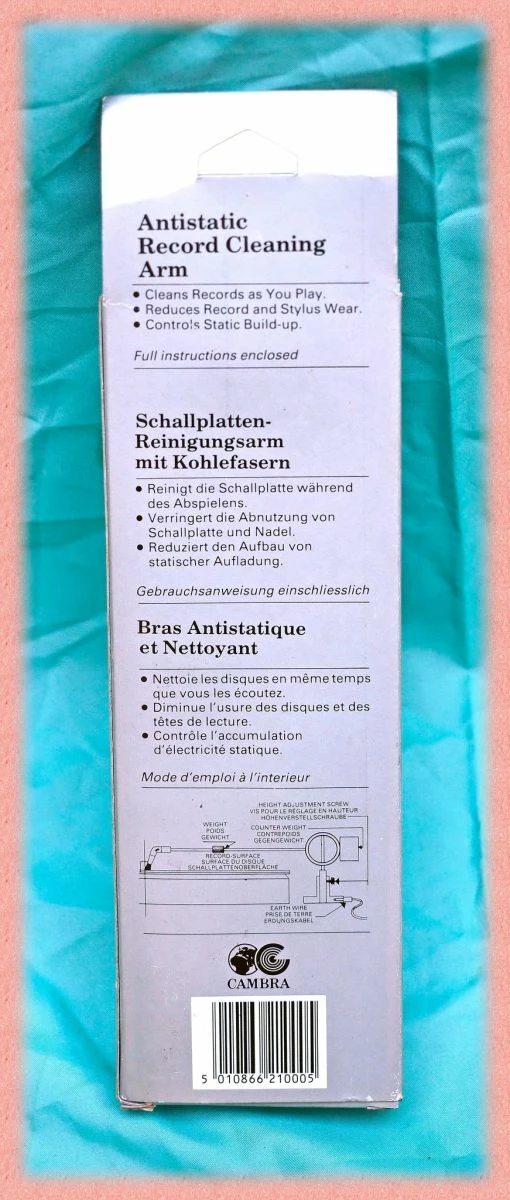 Antistatic
Record Cleaning
Arm
• Cleans Records as You Play.
• Reduces Record and Stylus Wear.
• Controls Static Build-up.
Full instructions enclosed
Schallplatten-
Reinigungsarm
mit Kohlefasern
• Reinigt die Schallplatte während
des Abspielens.
• Verringert die Abnutzung von
Schallplatte und Nadel.
• Reduziert den Aufbau von
statischer Aufladung.
Gebrauchsanweisung einschliesslich
Bras Antistatique
et Nettoyant
• Nettoie les disques en même temps
que vous les écoutez.
• Diminue l'usure des disques et des
têtes de lecture.
• Contrôle l'accumulation
d'électricité statique.
Mode d'emploi à l'interieur
HEIGHT ADJUSTMENT SCREW
VIS POUR LE RÉGLAGE EN HAUTEUR
HÖHENVERSTELLSCHRAUBE
WEIGHT
POIDS
GEWICHT
COUNTER WEIGHT
CONTREPOIDS
GEGENGEWICHT
RECORD-SURFACE
SURFACE DU DISQUE
SCHALLPLATTENOBERFLÄCHE
EARTH WIRE
PRISE DE TERRE
ERDUNGSKABEL
CAMBRA
5 010866 210005